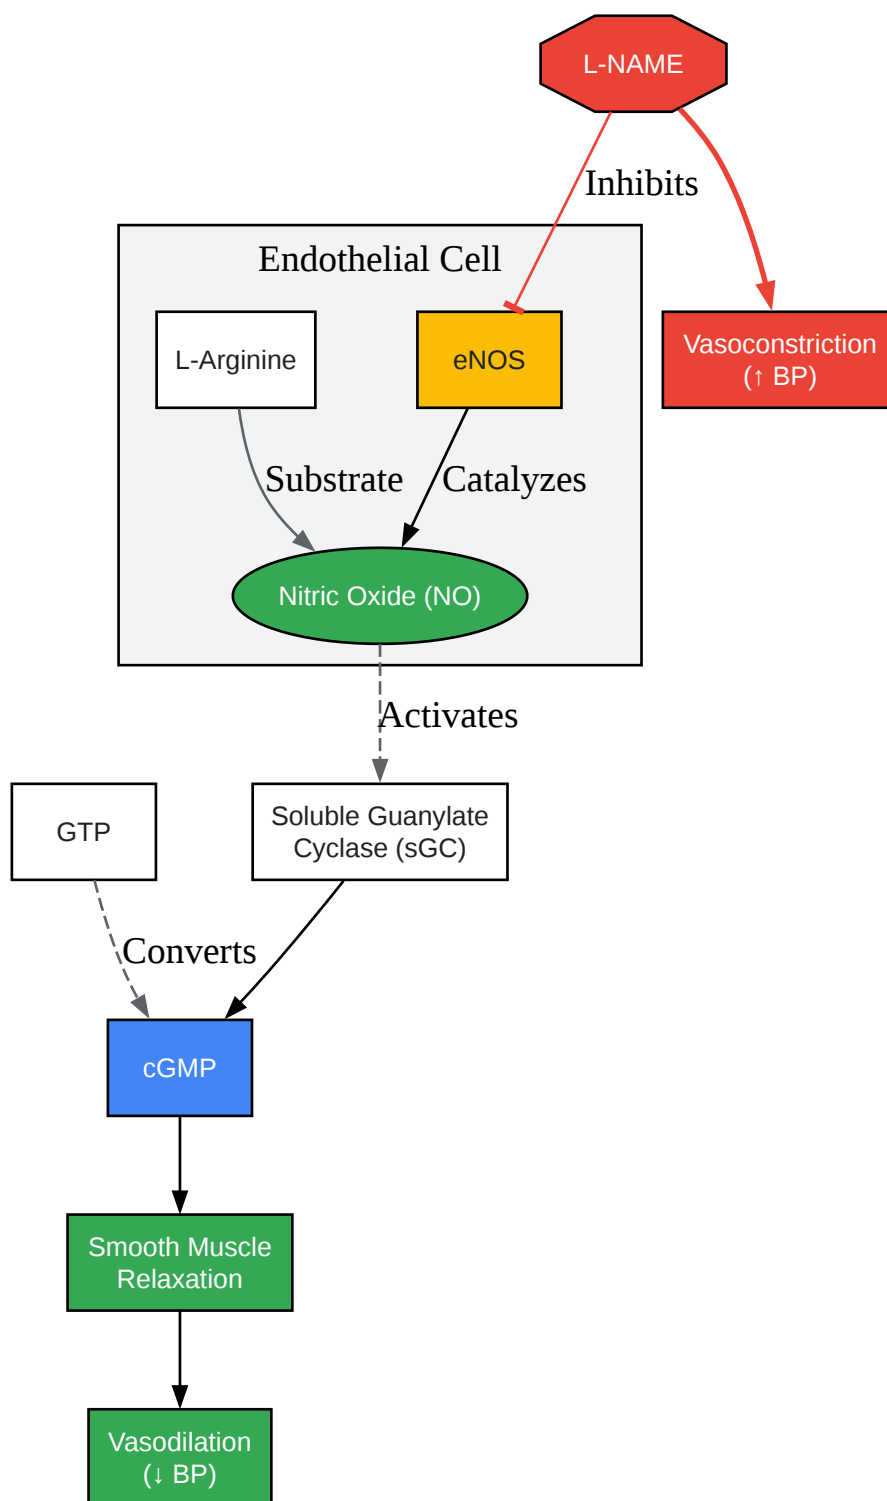 L-NAME
Inhibits
Endothelial Cell
L-Arginine
eNOS
Vasoconstriction
(↑ BP)
Substrate
Catalyzes
Nitric Oxide (NO)
Activates
GTP
Soluble Guanylate
Cyclase (sGC)
Converts
cGMP
Smooth Muscle
Relaxation
Vasodilation
(↓ BP)